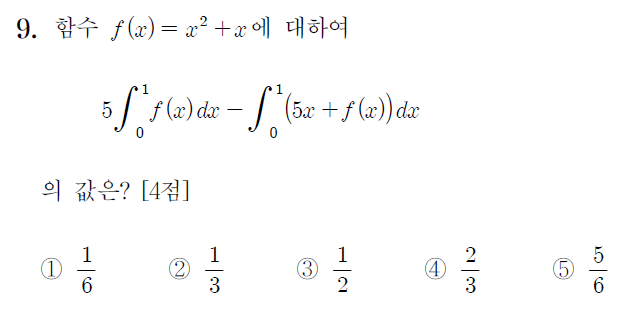 9. 함수 f(x) = x² + x에 대하여
5∫₀¹ f(x) dx − ∫₀¹ (5x + f(x)) dx
의 값은? [4점]
① 1/6 ② 1/3 ③ 1/2 ④ 2/3 ⑤ 5/6